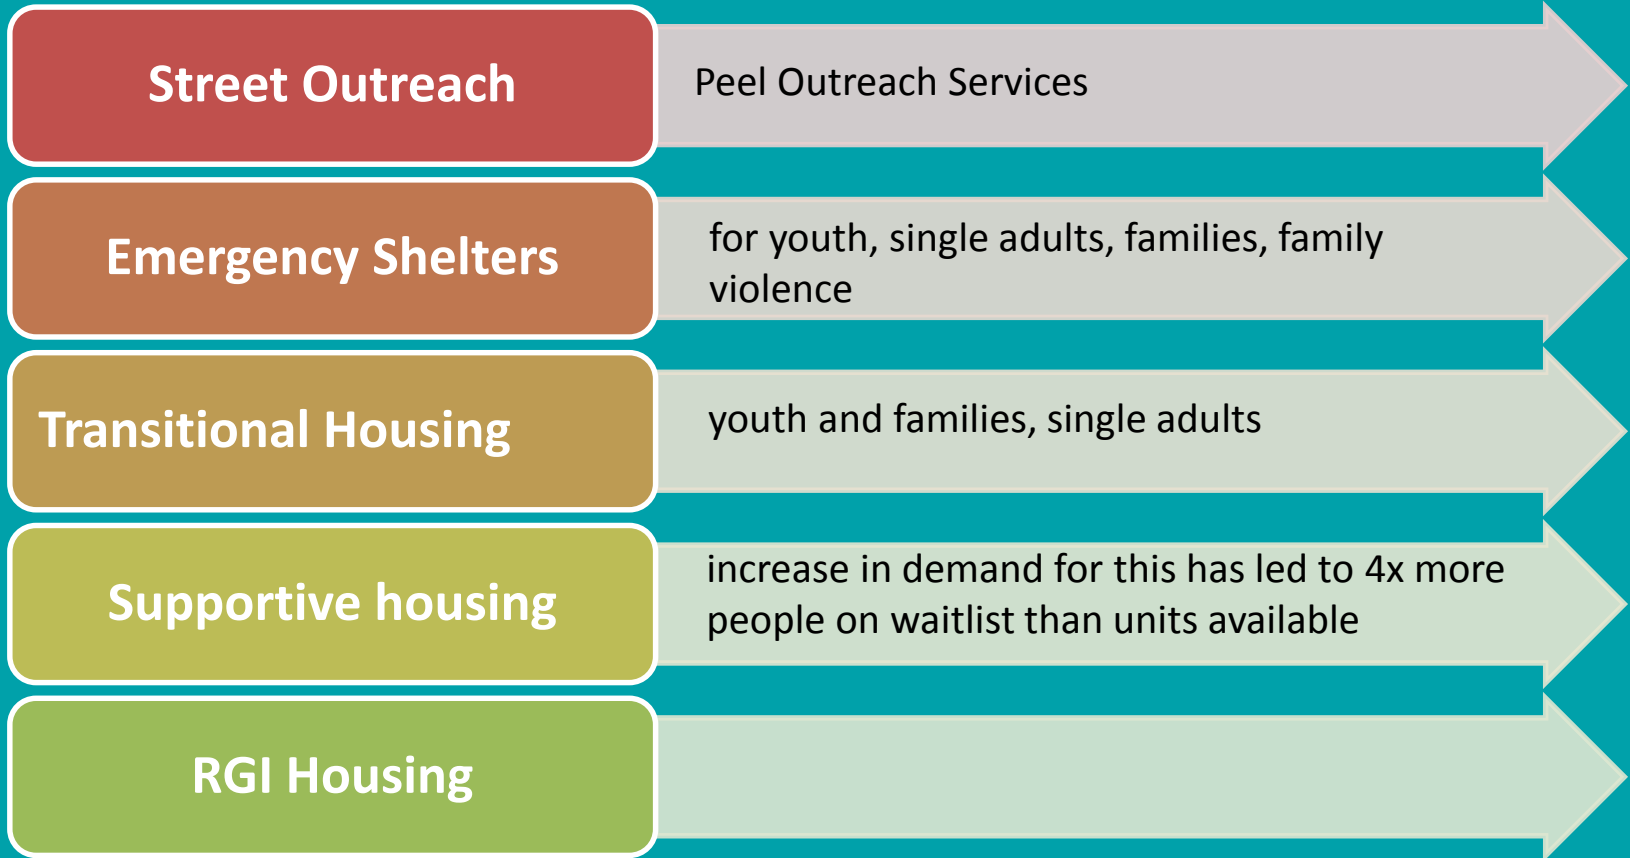 Street Outreach
Peel Outreach Services
Emergency Shelters
for youth, single adults, families, family
violence
Transitional Housing
youth and families, single adults
Supportive housing
increase in demand for this has led to 4x more
people on waitlist than units available
RGI Housing